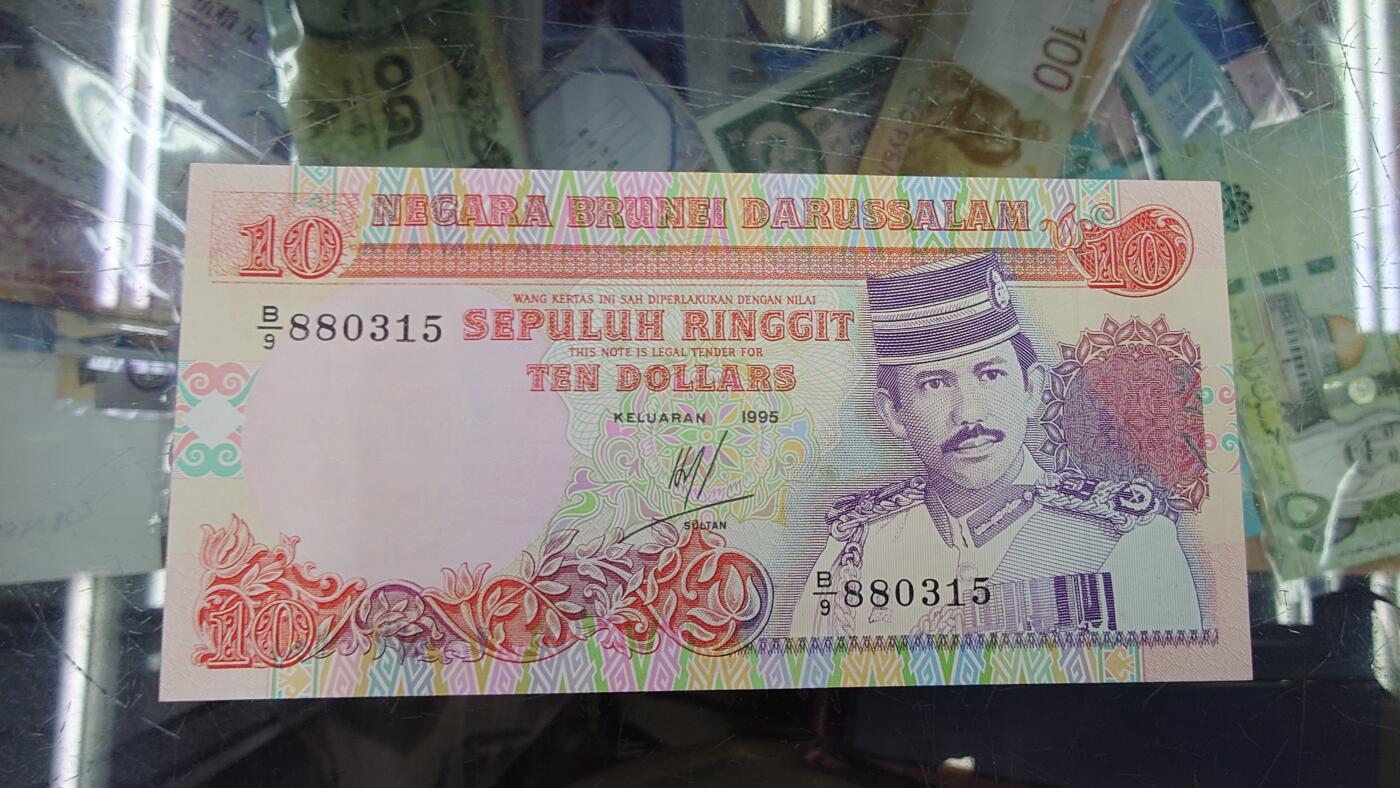 100
50
10 NEGARA BRUNEI DARUSSALAM 10
B/9 880315
WANG KERTAS INI SAH DIPERLAKUKAN DENGAN NILAI
SEPULUH RINGGIT
THIS NOTE IS LEGAL TENDER FOR
TEN DOLLARS
KELUARAN 1995
SULTAN
B/9 880315
10